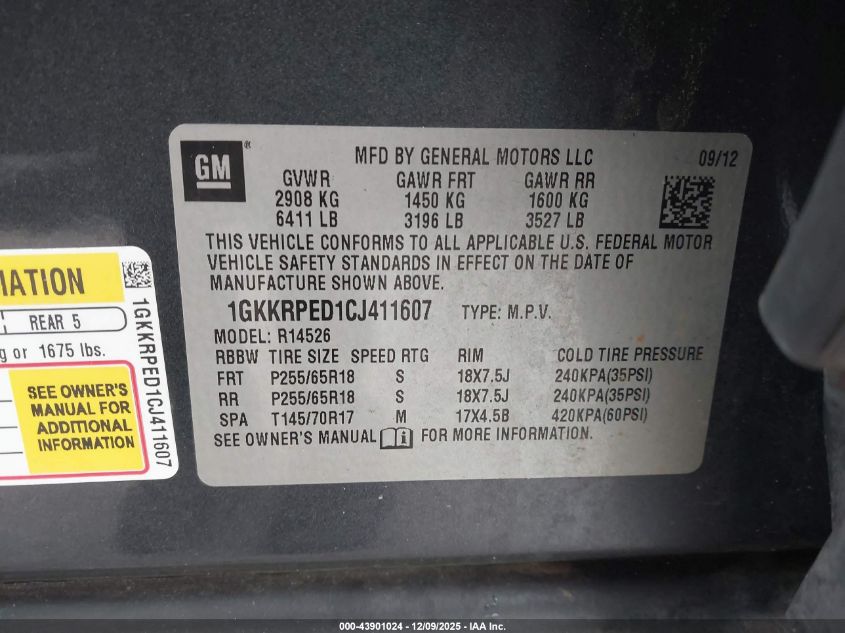 GM ®
MFD BY GENERAL MOTORS LLC 09/12
GVWR GAWR FRT GAWR RR
2908 KG 1450 KG 1600 KG
6411 LB 3196 LB 3527 LB
THIS VEHICLE CONFORMS TO ALL APPLICABLE U.S. FEDERAL MOTOR
VEHICLE SAFETY STANDARDS IN EFFECT ON THE DATE OF
MANUFACTURE SHOWN ABOVE.
1GKKRPED1CJ411607 TYPE: M.P.V.
MODEL: R14526
RBBW TIRE SIZE SPEED RTG RIM COLD TIRE PRESSURE
FRT P255/65R18 S 18X7.5J 240KPA(35PSI)
RR P255/65R18 S 18X7.5J 240KPA(35PSI)
SPA T145/70R17 M 17X4.5B 420KPA(60PSI)
SEE OWNER'S MANUAL i FOR MORE INFORMATION.
MATION
REAR 5
g or 1675 lbs.
SEE OWNER'S
MANUAL FOR
ADDITIONAL
INFORMATION
1GKKRPED1CJ411607
000-43901024 - 12/09/2025 - IAA Inc.